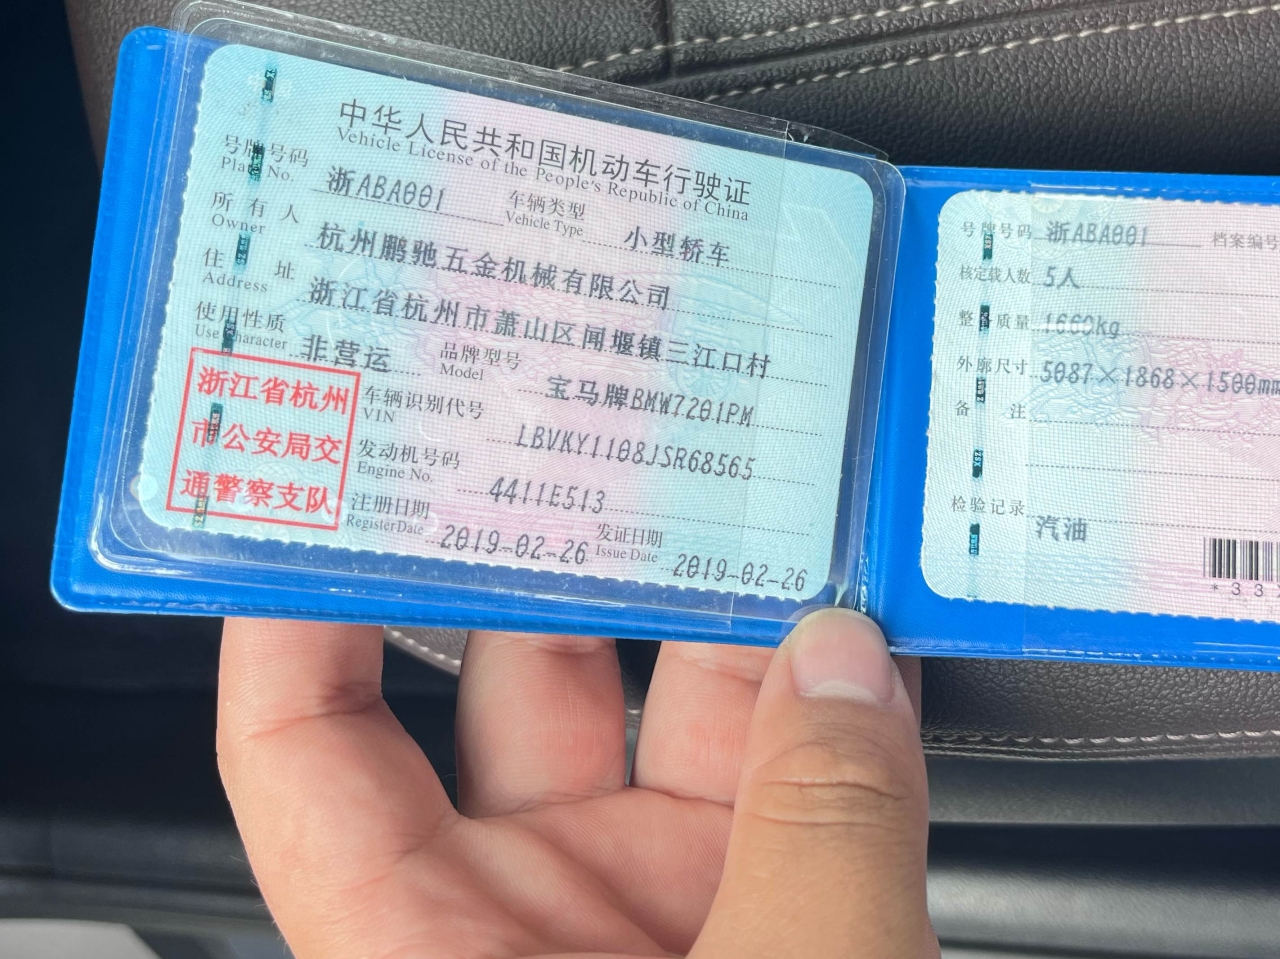 中华人民共和国机动车行驶证
Vehicle License of the People's Republic of China
号牌号码 浙ABA001 车辆类型 小型轿车
Plate No. Vehicle Type
所有人 杭州鹏驰五金机械有限公司
Owner
住址 浙江省杭州市萧山区闻堰镇三江口村
Address
使用性质 非营运 品牌型号 宝马牌BMW7201PM
Use Character Model
浙江省杭州
市公安局交
通警察支队
车辆识别代号 LBVKY1108JSR68565
VIN
发动机号码 4411E513
Engine No.
注册日期 2019-02-26 发证日期 2019-02-26
Register Date Issue Date
号牌号码 浙ABA001 档案编号
核定载人数 5人
整 质量 1660kg
外廓尺寸 5087×1868×1500mm
备注
检验记录 汽油
*33